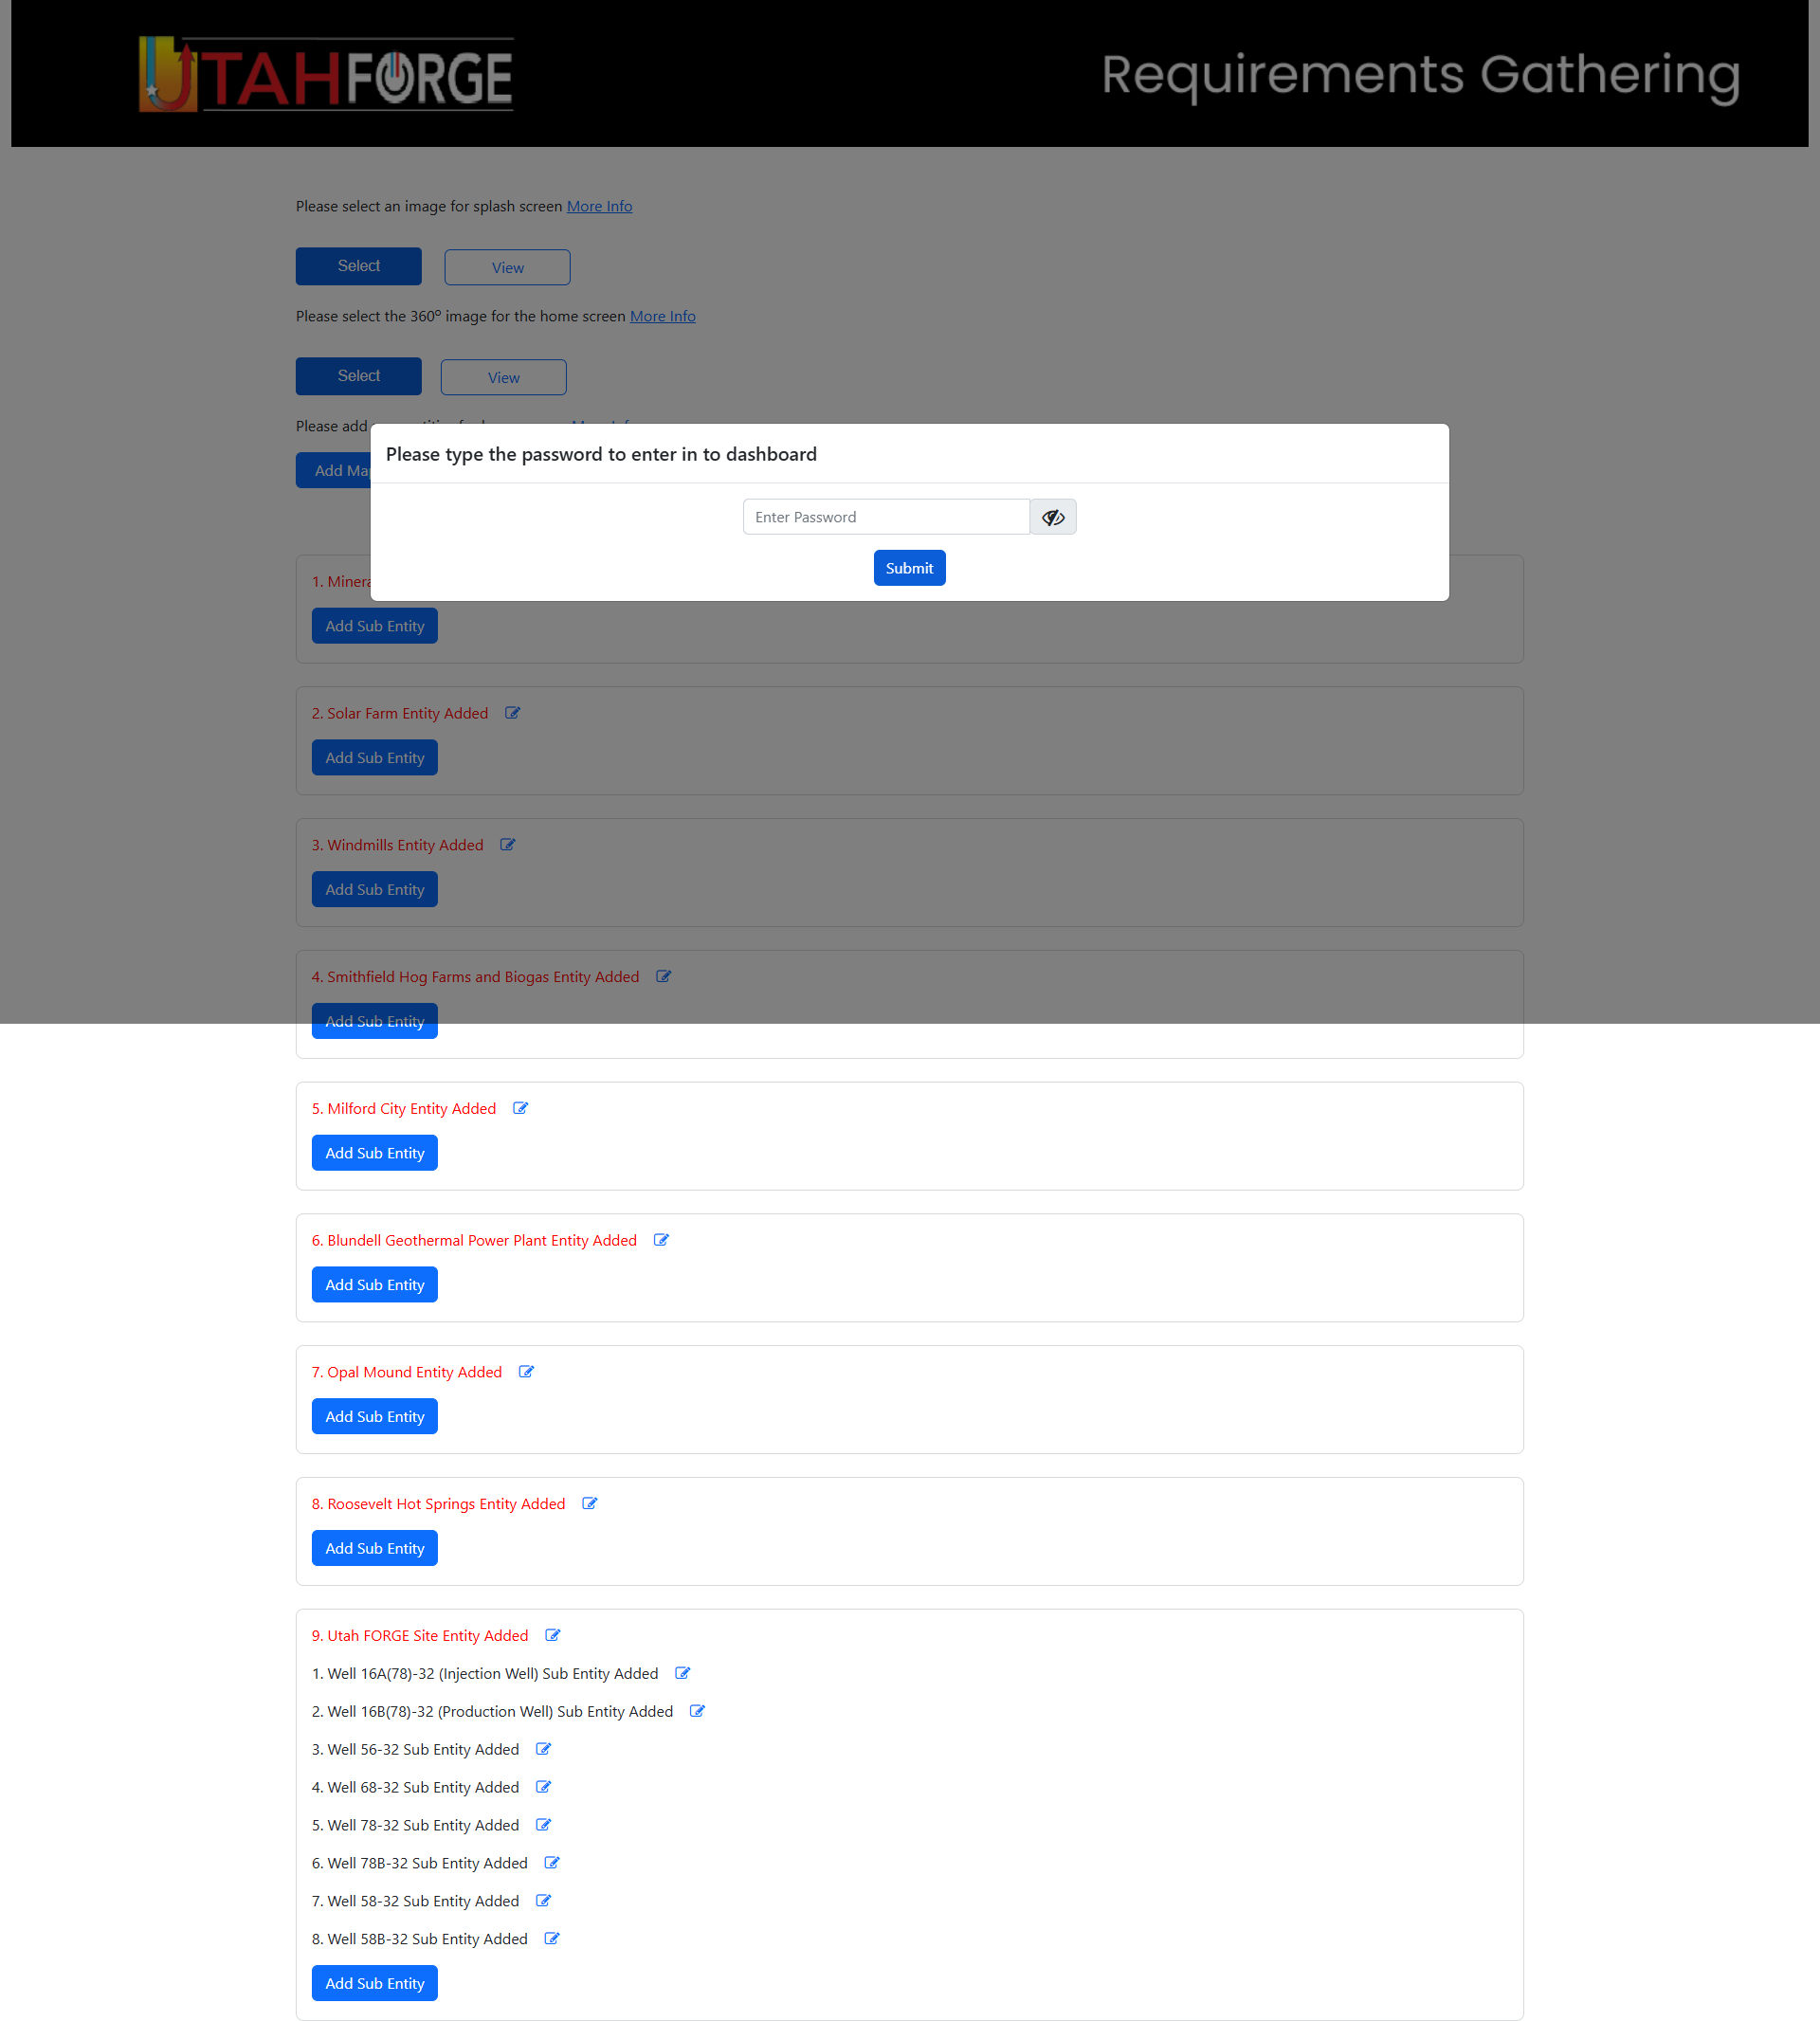 UTAH FORGE
Requirements Gathering
Please select an image for splash screen More Info
Select View
Please select the 360º image for the home screen More Info
Select View
Please add
Add
Please type the password to enter in to dashboard
Enter Password
Submit
1.
Add Sub Entity
2. Solar Farm Entity Added
Add Sub Entity
3. Windmills Entity Added
Add Sub Entity
4. Smithfield Hog Farms and Biogas Entity Added
Add Sub Entity
5. Milford City Entity Added
Add Sub Entity
6. Blundell Geothermal Power Plant Entity Added
Add Sub Entity
7. Opal Mound Entity Added
Add Sub Entity
8. Roosevelt Hot Springs Entity Added
Add Sub Entity
9. Utah FORGE Site Entity Added
1. Well 16A(78)-32 (Injection Well) Sub Entity Added
2. Well 16B(78)-32 (Production Well) Sub Entity Added
3. Well 56-32 Sub Entity Added
4. Well 68-32 Sub Entity Added
5. Well 78-32 Sub Entity Added
6. Well 78B-32 Sub Entity Added
7. Well 58-32 Sub Entity Added
8. Well 58B-32 Sub Entity Added
Add Sub Entity